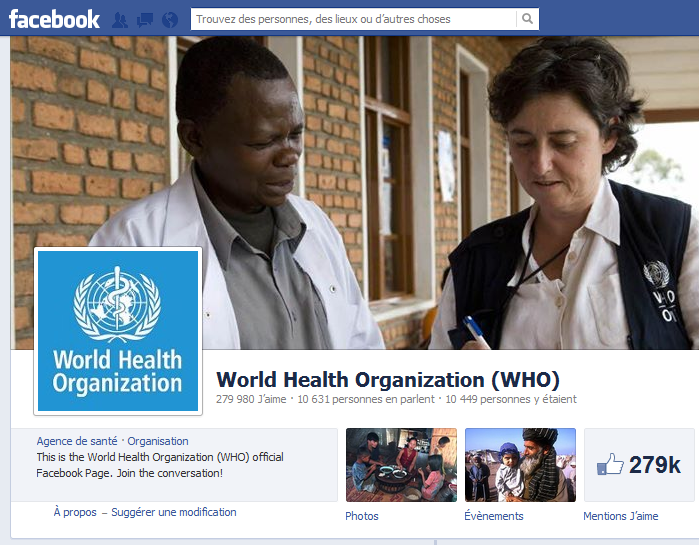 facebook
Trouvez des personnes, des lieux ou d'autres choses
World Health
Organization
World Health Organization (WHO)
279 980 J'aime · 10 631 personnes en parlent · 10 449 personnes y étaient
Agence de santé · Organisation
This is the World Health Organization (WHO) official
Facebook Page. Join the conversation!
À propos – Suggérer une modification
279k
Photos
Évènements
Mentions J'aime